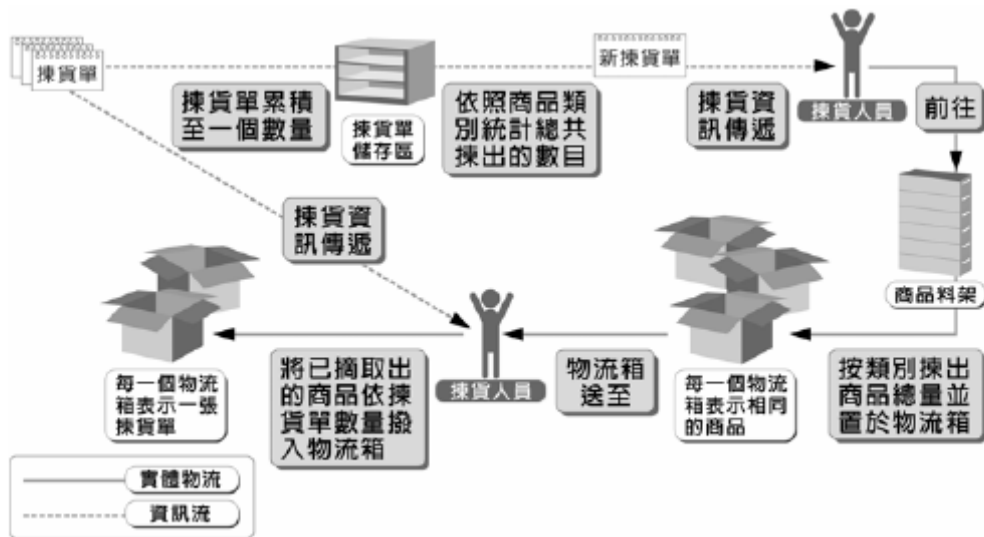 揀貨單
揀貨單累積
至一個數量
揀貨單
儲存區
依照商品類
別統計總共
揀出的數目
新揀貨單
揀貨資
訊傳遞
揀貨人員
前往
商品料架
按類別揀出
商品總量並
置於物流箱
每一個物流
箱表示相同
的商品
物流箱
送至
揀貨資
訊傳遞
揀貨人員
將已摘取出
的商品依揀
貨單數量撥
入物流箱
每一個物流
箱表示一張
揀貨單
實體物流
資訊流